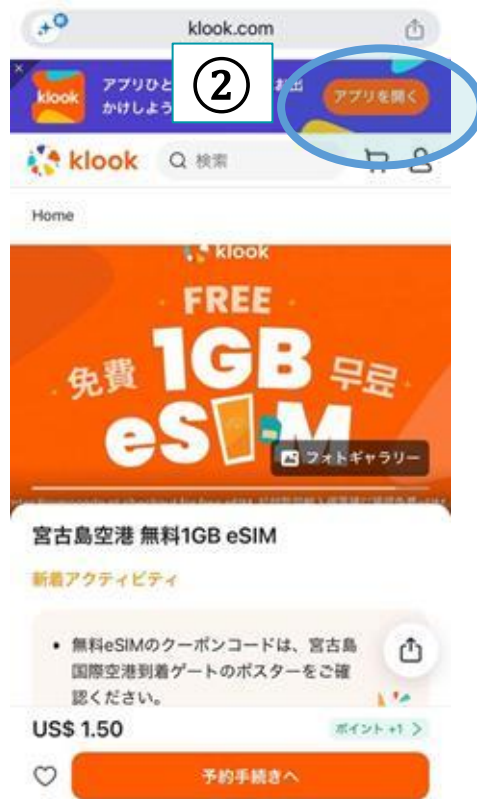 klook.com
②
klook
アプリひと
お出
かけしよう
アプリを開く
klook
検索
Home
klook
FREE
免費 1GB 무료
eSIM
フォトギャラリー
宮古島空港 無料1GB eSIM
新着アクティビティ
• 無料eSIMのクーポンコードは、宮古島
国際空港到着ゲートのポスターをご確
認ください。
US$ 1.50
ポイント +1 >
予約手続きへ